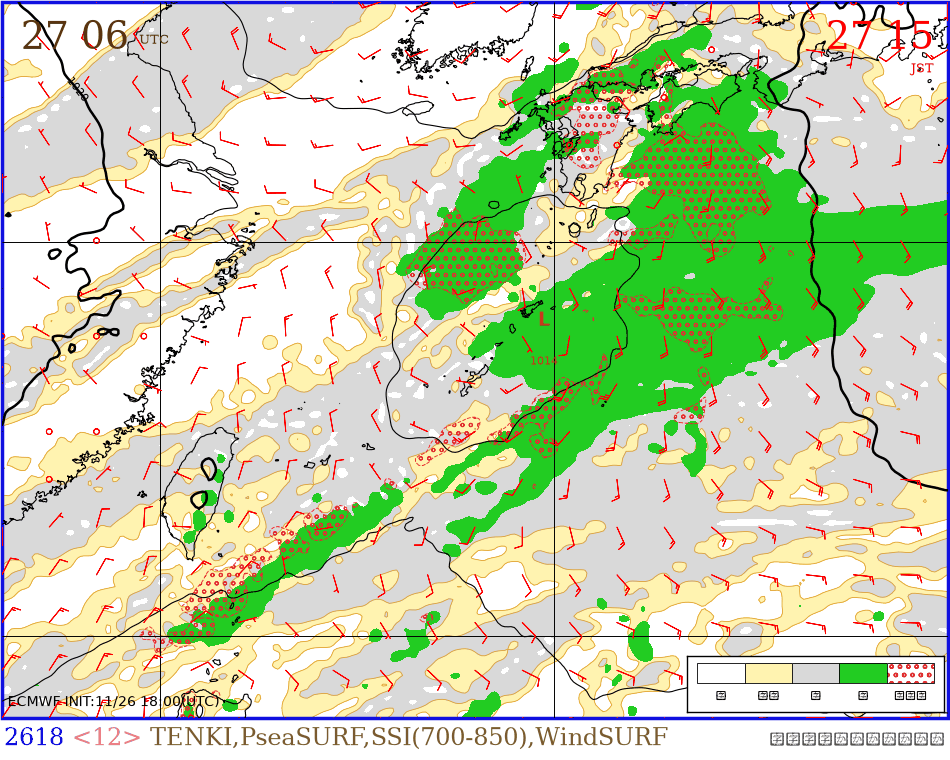 27 06 UTC
27 15
JST
L
1014
ECMWF INIT:11/26 18:00(UTC)
2618 <12> TENKI,PseaSURF,SSI(700-850),WindSURF